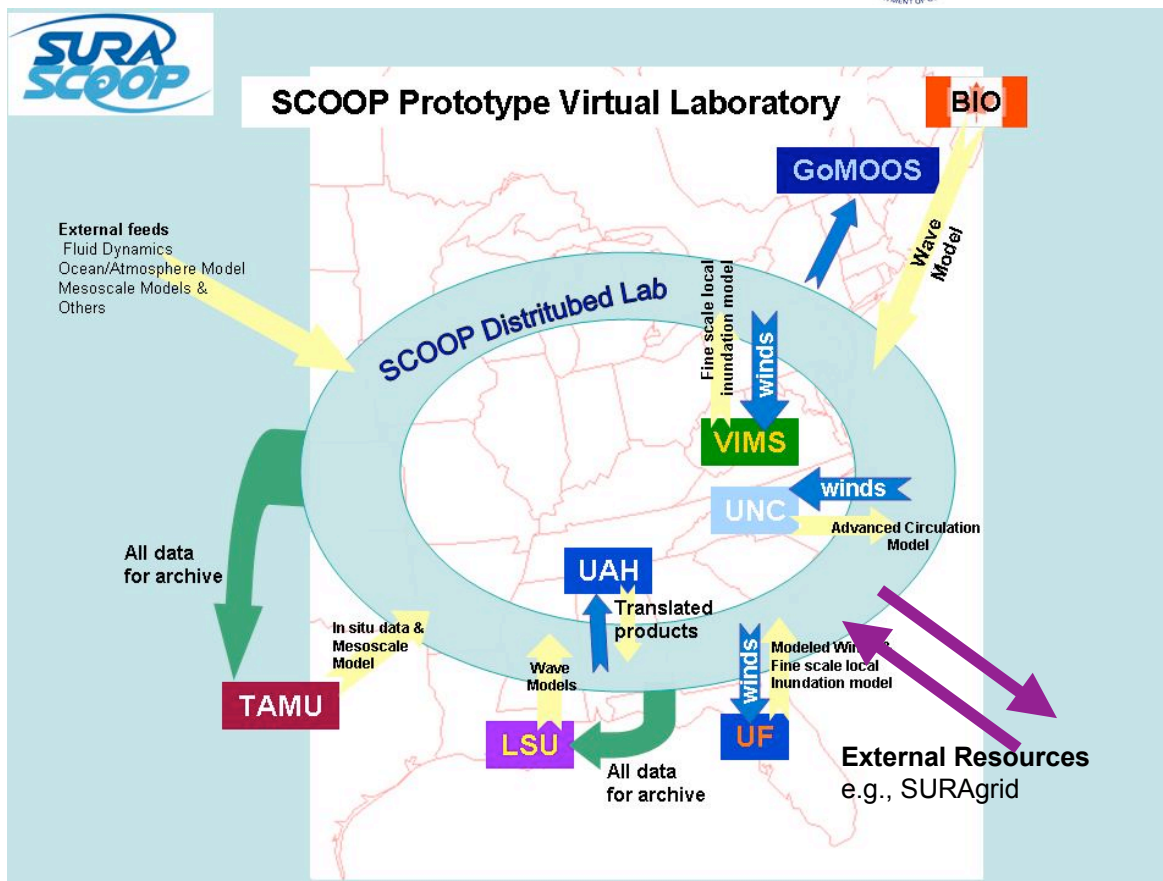 SURA
SCOOP
SCOOP Prototype Virtual Laboratory
BIO
GoMOOS
External feeds
Fluid Dynamics
Ocean/Atmosphere Model
Mesoscale Models &
Others
Wave
Model
SCOOP Distritubed Lab
Fine scale local
inundation model
winds
VIMS
winds
UNC
Advanced Circulation
Model
All data
for archive
UAH
Translated
products
In situ data &
Mesoscale
Model
Wave
Models
winds
Modeled
Fine scale local
Inundation model
TAMU
LSU
UF
All data
for archive
External Resources
e.g., SURAgrid